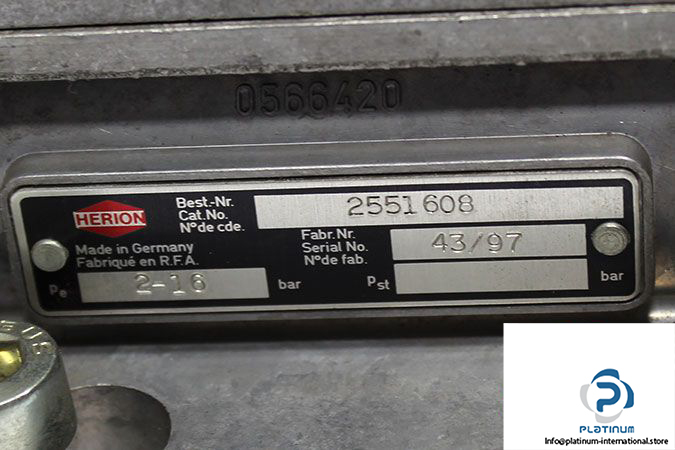 0566420
HERION
Best.-Nr.
Cat.No.
N°de cde.
2551608
Made in Germany
Fabriqué en R.F.A.
Fabr.Nr.
Serial No.
N°de fab.
43/97
Pe 2-16 bar
Pst bar
PLATINUM
Info@platinum-international.store